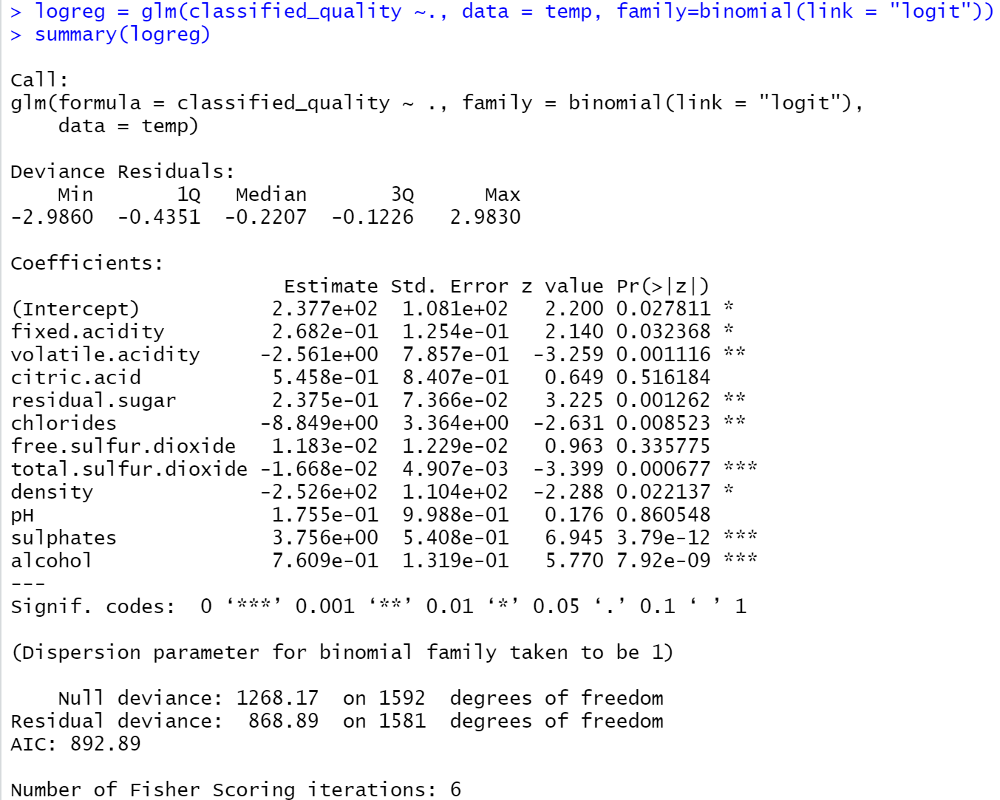 > logreg = glm(classified_quality ~., data = temp, family=binomial(link = "logit"))
> summary(logreg)
Call:
glm(formula = classified_quality ~ ., family = binomial(link = "logit"),
    data = temp)
Deviance Residuals:
    Min       1Q   Median       3Q      Max
-2.9860  -0.4351  -0.2207  -0.1226   2.9830
Coefficients:
                       Estimate Std. Error z value Pr(>|z|)
(Intercept)           2.377e+02  1.081e+02   2.200 0.027811 *
fixed.acidity         2.682e-01  1.254e-01   2.140 0.032368 *
volatile.acidity     -2.561e+00  7.857e-01  -3.259 0.001116 **
citric.acid           5.458e-01  8.407e-01   0.649 0.516184
residual.sugar        2.375e-01  7.366e-02   3.225 0.001262 **
chlorides            -8.849e+00  3.364e+00  -2.631 0.008523 **
free.sulfur.dioxide   1.183e-02  1.229e-02   0.963 0.335775
total.sulfur.dioxide -1.668e-02  4.907e-03  -3.399 0.000677 ***
density              -2.526e+02  1.104e+02  -2.288 0.022137 *
pH                    1.755e-01  9.988e-01   0.176 0.860548
sulphates             3.756e+00  5.408e-01   6.945 3.79e-12 ***
alcohol               7.609e-01  1.319e-01   5.770 7.92e-09 ***
---
Signif. codes:  0 ‘***’ 0.001 ‘**’ 0.01 ‘*’ 0.05 ‘.’ 0.1 ‘ ’ 1
(Dispersion parameter for binomial family taken to be 1)
    Null deviance: 1268.17  on 1592  degrees of freedom
Residual deviance:  868.89  on 1581  degrees of freedom
AIC: 892.89
Number of Fisher Scoring iterations: 6